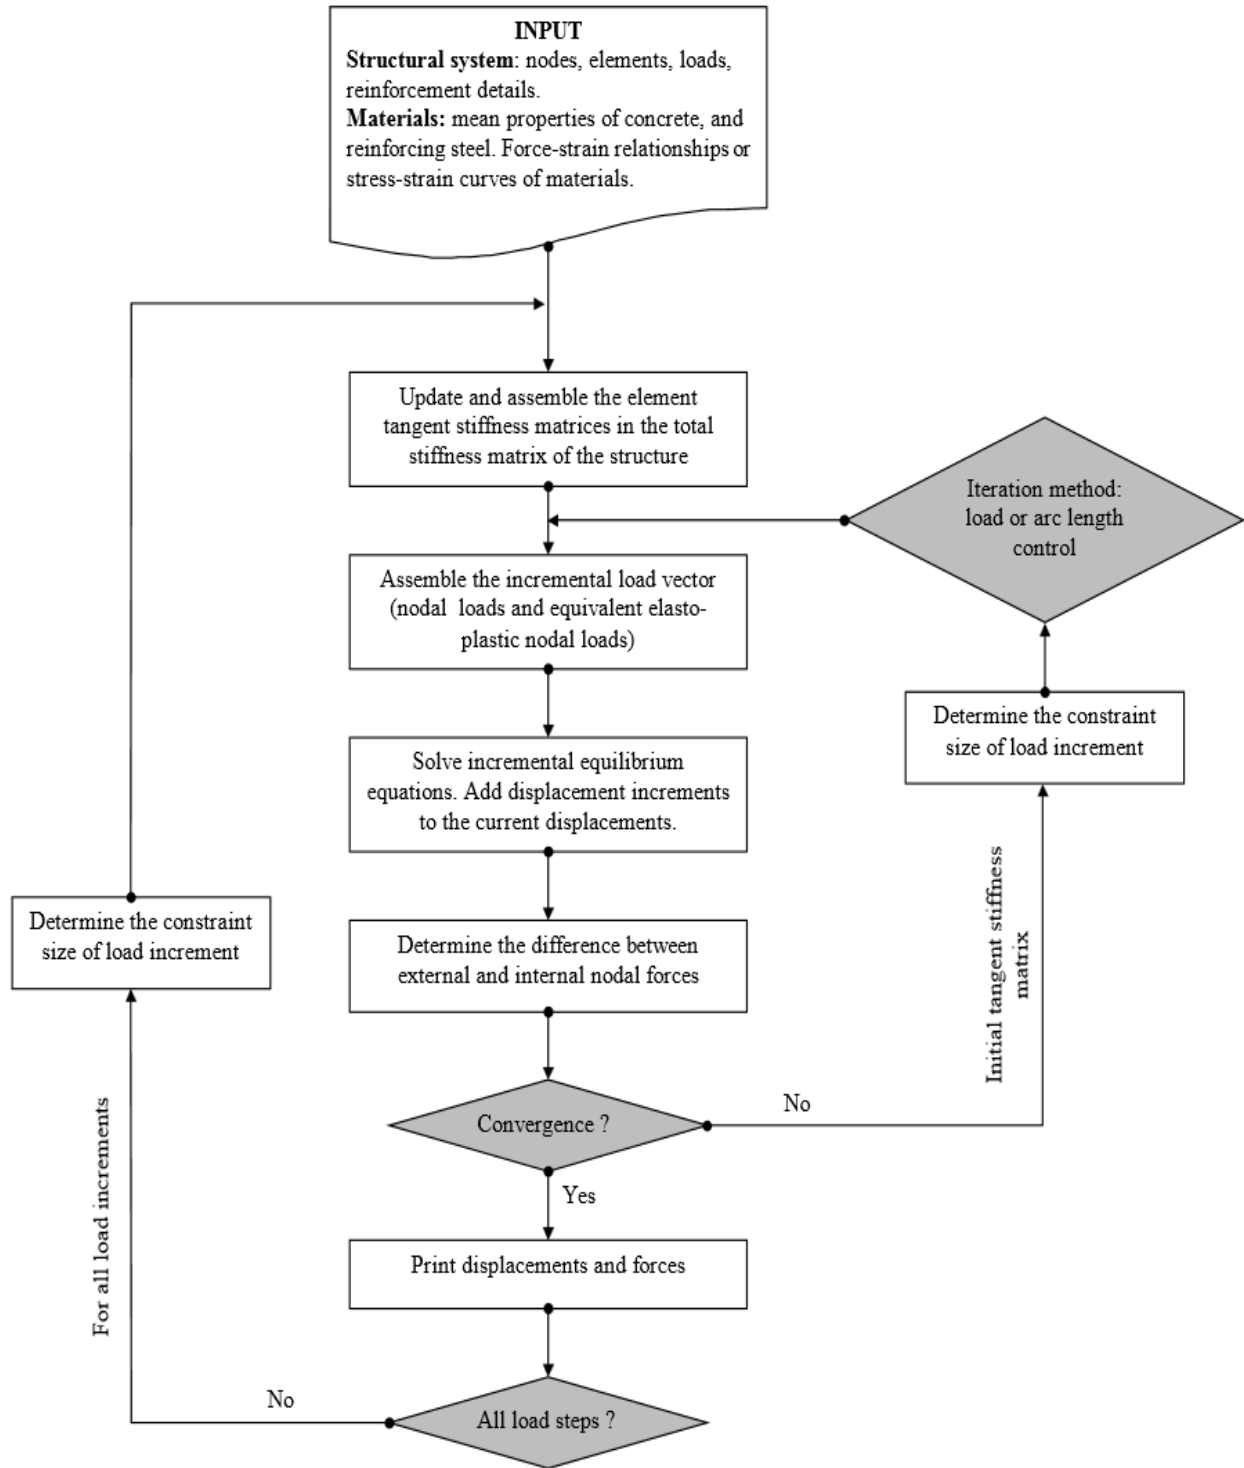 INPUT
Structural system: nodes, elements, loads,
reinforcement details.
Materials: mean properties of concrete, and
reinforcing steel. Force-strain relationships or
stress-strain curves of materials.
Update and assemble the element
tangent stiffness matrices in the total
stiffness matrix of the structure
Iteration method:
load or arc length
control
Assemble the incremental load vector
(nodal loads and equivalent elasto-
plastic nodal loads)
Determine the constraint
size of load increment
Solve incremental equilibrium
equations. Add displacement increments
to the current displacements.
Initial tangent stiffness
matrix
Determine the constraint
size of load increment
Determine the difference between
external and internal nodal forces
Convergence ?
No
Yes
For all load increments
Print displacements and forces
No
All load steps ?